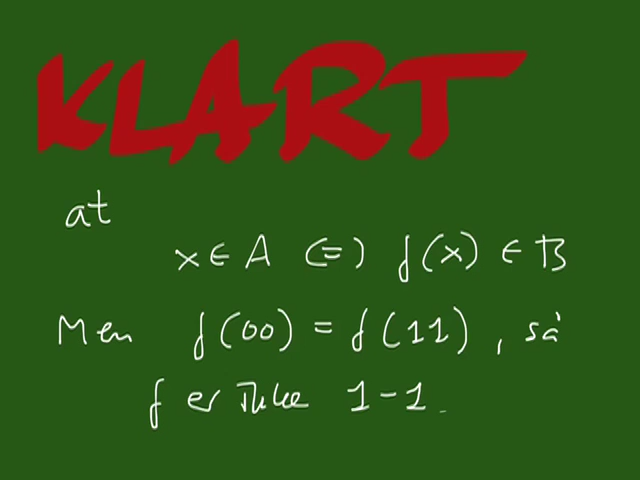 KLART
at
x ∈ A (=) f(x) ∈ B
Men f(00) = f(11), så
f er ikke 1-1.